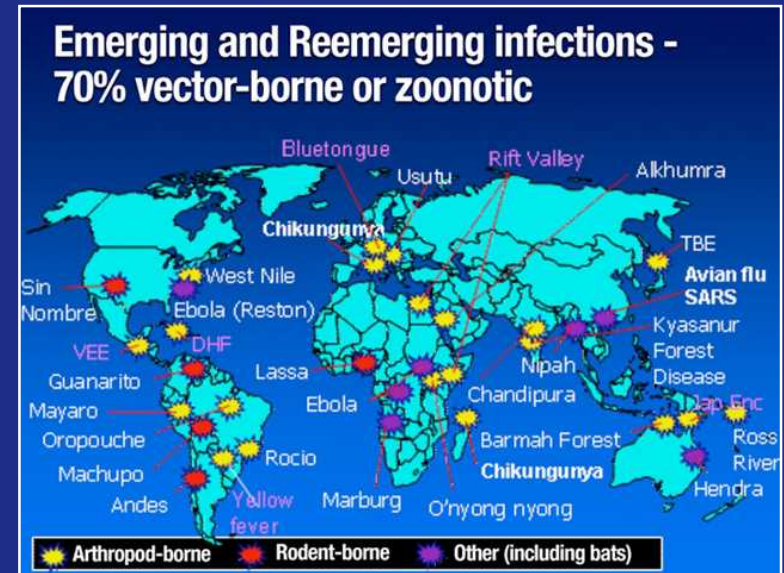 Emerging and Reemerging infections -
70% vector-borne or zoonotic
Bluetongue
Usutu
Rift Valley
Alkhumra
Chikungunya
TBE
West Nile
Avian flu
SARS
Sin
Nombre
Ebola (Reston)
Kyasanur
Forest
Disease
VEE
DHF
Nipah
Guanarito
Lassa
Chandipura
Mayaro
Ebola
Jap Enc
Oropouche
Barmah Forest
Ross
River
Machupo
Rocio
Chikungunya
Hendra
Andes
Yellow
fever
Marburg
O'nyong nyong
Arthropod-borne
Rodent-borne
Other (including bats)